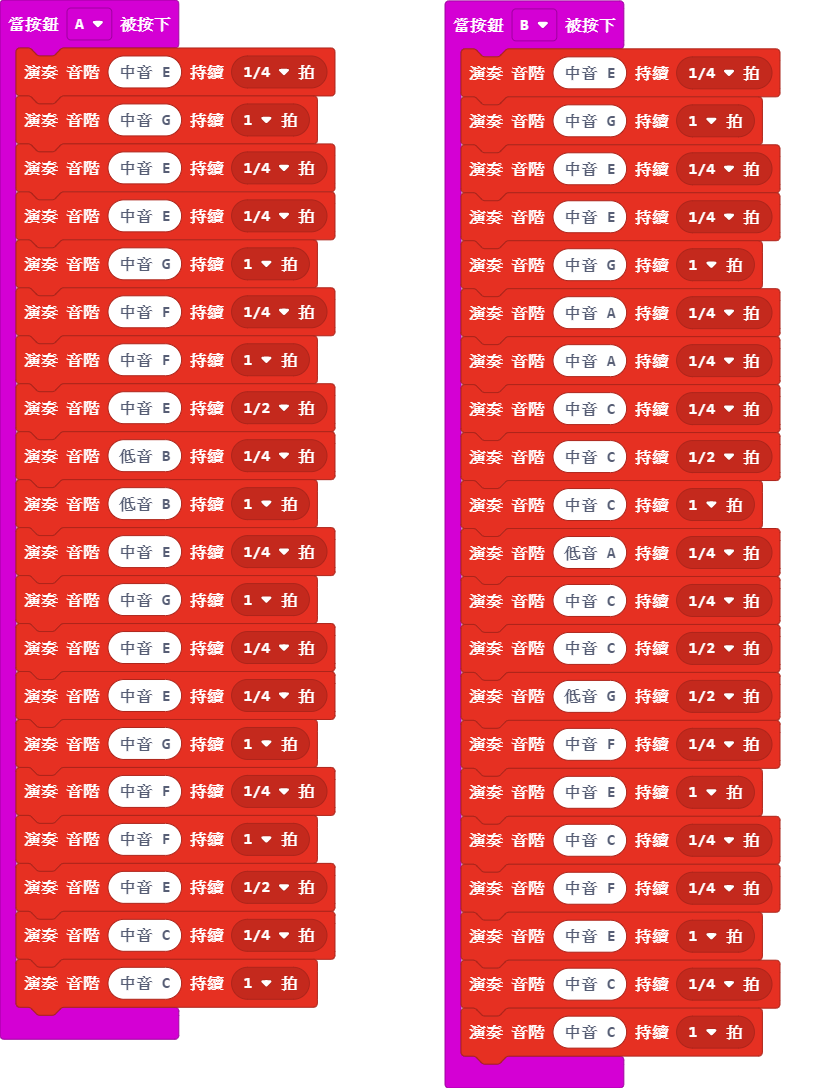 當按鈕 A 被按下
演奏 音階 中音 E 持續 1/4 拍
演奏 音階 中音 G 持續 1 拍
演奏 音階 中音 E 持續 1/4 拍
演奏 音階 中音 E 持續 1/4 拍
演奏 音階 中音 G 持續 1 拍
演奏 音階 中音 F 持續 1/4 拍
演奏 音階 中音 F 持續 1 拍
演奏 音階 中音 E 持續 1/2 拍
演奏 音階 低音 B 持續 1/4 拍
演奏 音階 低音 B 持續 1 拍
演奏 音階 中音 E 持續 1/4 拍
演奏 音階 中音 G 持續 1 拍
演奏 音階 中音 E 持續 1/4 拍
演奏 音階 中音 E 持續 1/4 拍
演奏 音階 中音 G 持續 1 拍
演奏 音階 中音 F 持續 1/4 拍
演奏 音階 中音 F 持續 1 拍
演奏 音階 中音 E 持續 1/2 拍
演奏 音階 中音 C 持續 1/4 拍
演奏 音階 中音 C 持續 1 拍
當按鈕 B 被按下
演奏 音階 中音 E 持續 1/4 拍
演奏 音階 中音 G 持續 1 拍
演奏 音階 中音 E 持續 1/4 拍
演奏 音階 中音 E 持續 1/4 拍
演奏 音階 中音 G 持續 1 拍
演奏 音階 中音 A 持續 1/4 拍
演奏 音階 中音 A 持續 1/4 拍
演奏 音階 中音 C 持續 1/4 拍
演奏 音階 中音 C 持續 1/2 拍
演奏 音階 中音 C 持續 1 拍
演奏 音階 低音 A 持續 1/4 拍
演奏 音階 中音 C 持續 1/4 拍
演奏 音階 中音 C 持續 1/2 拍
演奏 音階 低音 G 持續 1/2 拍
演奏 音階 中音 F 持續 1/4 拍
演奏 音階 中音 E 持續 1 拍
演奏 音階 中音 C 持續 1/4 拍
演奏 音階 中音 F 持續 1/4 拍
演奏 音階 中音 E 持續 1 拍
演奏 音階 中音 C 持續 1/4 拍
演奏 音階 中音 C 持續 1 拍